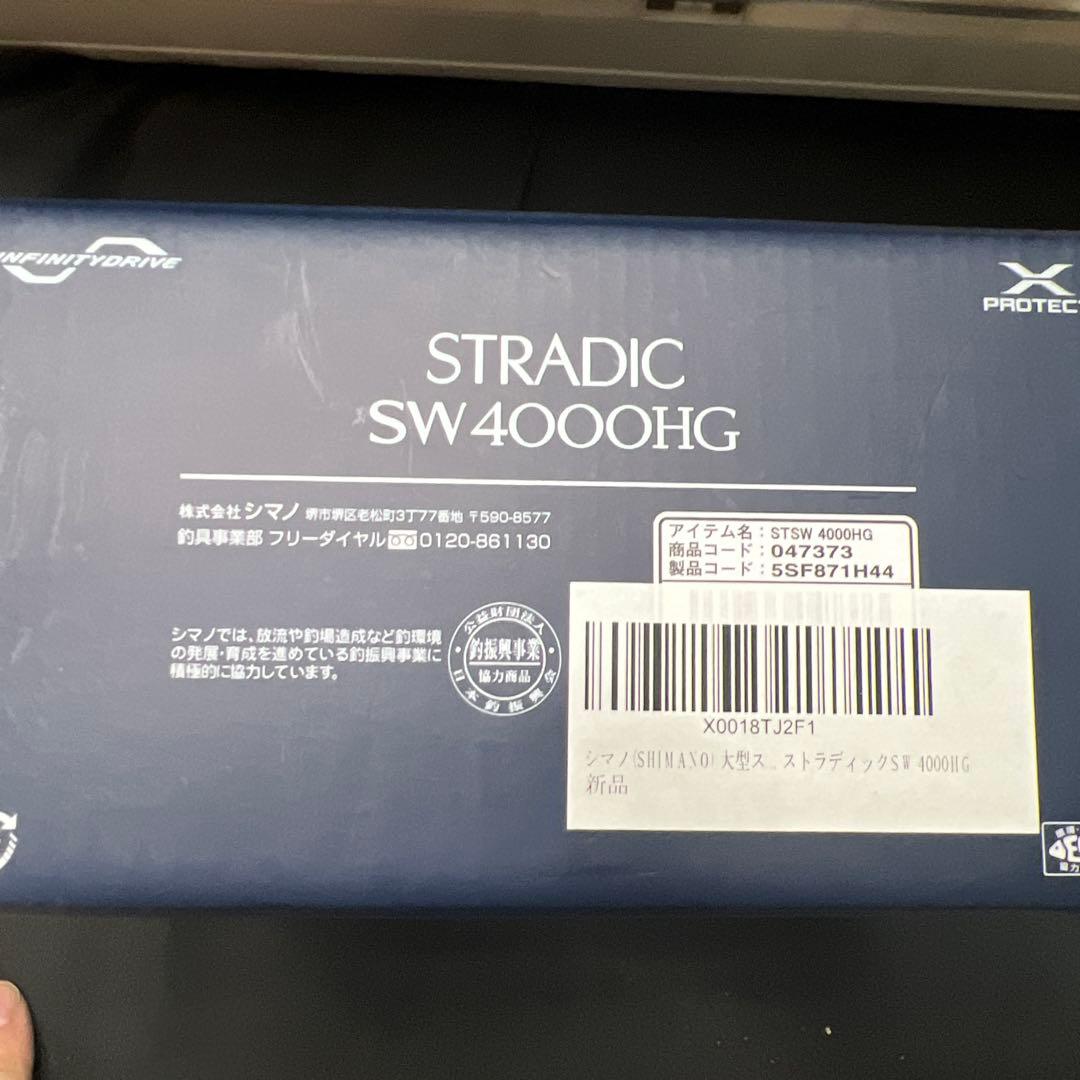 INFINITYDRIVE
X
PROTECT
STRADIC
SW4000HG
株式会社シマノ 堺市堺区老松町3丁77番地 〒590-8577
釣具事業部 フリーダイヤル 0120-861130
アイテム名：STSW 4000HG
商品コード：047373
製品コード：5SF871H44
シマノでは、放流や釣場造成など釣環境
の発展・育成を進めている釣振興事業に
積極的に協力しています。
公益財団法人
釣振興事業
協力商品
日本釣振興会
X0018TJ2F1
シマノ(SHIMANO) 大型ス…ストラディックSW 4000HG
新品